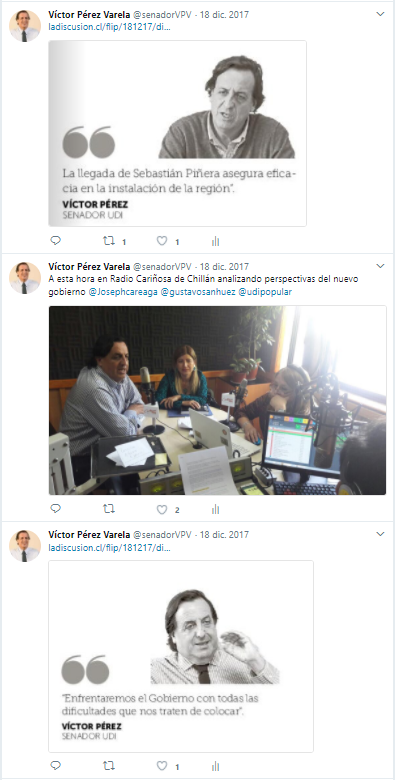 Víctor Pérez Varela @senadorVPV · 18 dic. 2017
ladiscusion.cl/flip/181217/di...
La llegada de Sebastián Piñera asegura efica-
cia en la instalación de la región”.
VÍCTOR PÉREZ
SENADOR UDI
1 1
Víctor Pérez Varela @senadorVPV · 18 dic. 2017
A esta hora en Radio Cariñosa de Chillán analizando perspectivas del nuevo
gobierno @Josephcareaga @gustavosanhuez @udipopular
2
Víctor Pérez Varela @senadorVPV · 18 dic. 2017
ladiscusion.cl/flip/181217/di...
“Enfrentaremos el Gobierno con todas las
dificultades que nos traten de colocar”.
VÍCTOR PÉREZ
SENADOR UDI
1